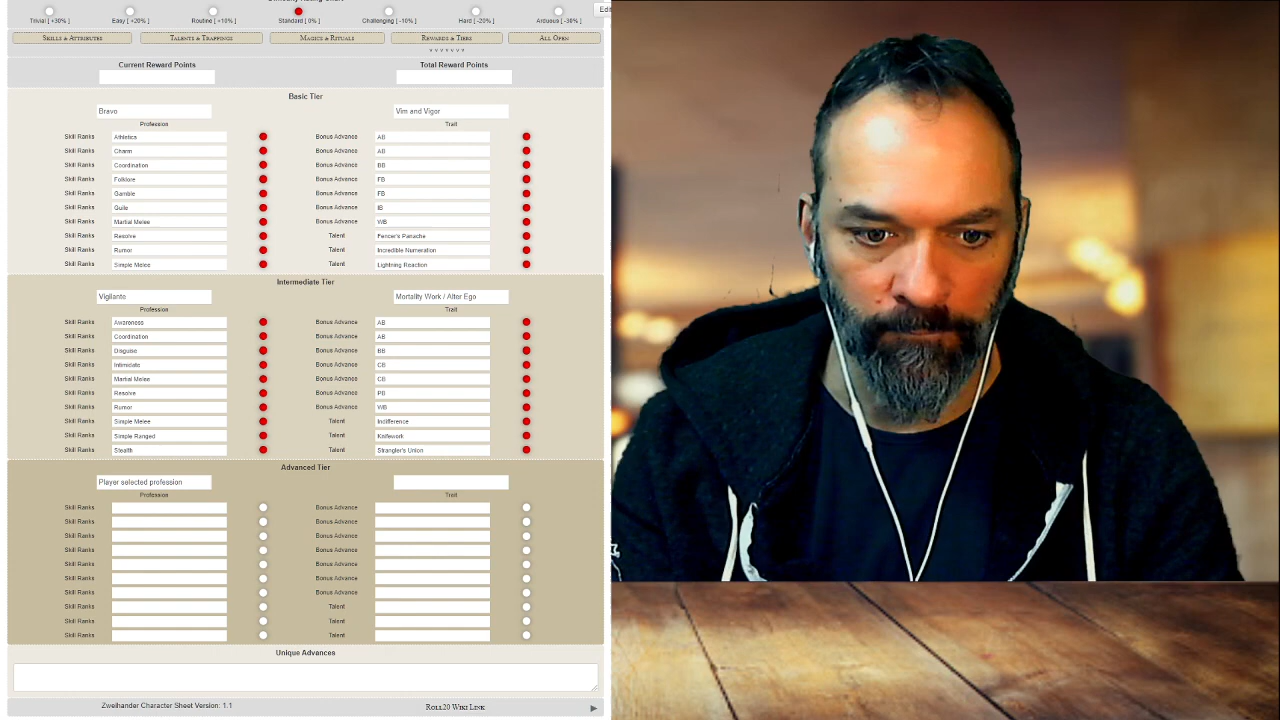 Difficulty Rating Chart
Trivial [ +30% ] Easy [ +20% ] Routine [ +10% ] Standard [ 0% ] Challenging [ -10% ] Hard [ -20% ] Arduous [ -30% ]
Skills & Attributes Talents & Trappings Magick & Rituals Rewards & Tiers All Open
Current Reward Points Total Reward Points
Basic Tier
Bravo Vim and Vigor
Profession Trait
Skill Ranks Athletics Bonus Advance AB
Skill Ranks Charm Bonus Advance AB
Skill Ranks Coordination Bonus Advance BB
Skill Ranks Folklore Bonus Advance FB
Skill Ranks Gamble Bonus Advance FB
Skill Ranks Guile Bonus Advance IB
Skill Ranks Martial Melee Bonus Advance WB
Skill Ranks Resolve Talent Fencer's Panache
Skill Ranks Rumor Talent Incredible Numeration
Skill Ranks Simple Melee Talent Lightning Reaction
Intermediate Tier
Vigilante Mortality Work / Alter Ego
Profession Trait
Skill Ranks Awareness Bonus Advance AB
Skill Ranks Coordination Bonus Advance AB
Skill Ranks Disguise Bonus Advance BB
Skill Ranks Intimidate Bonus Advance CB
Skill Ranks Martial Melee Bonus Advance CB
Skill Ranks Resolve Bonus Advance PB
Skill Ranks Rumor Bonus Advance WB
Skill Ranks Simple Melee Talent Indifference
Skill Ranks Simple Ranged Talent Knifework
Skill Ranks Stealth Talent Strangler's Union
Advanced Tier
Player selected profession
Profession Trait
Skill Ranks Bonus Advance
Skill Ranks Bonus Advance
Skill Ranks Bonus Advance
Skill Ranks Bonus Advance
Skill Ranks Bonus Advance
Skill Ranks Bonus Advance
Skill Ranks Bonus Advance
Skill Ranks Talent
Skill Ranks Talent
Skill Ranks Talent
Unique Advances
Zweihander Character Sheet Version: 1.1 Roll20 Wiki Link